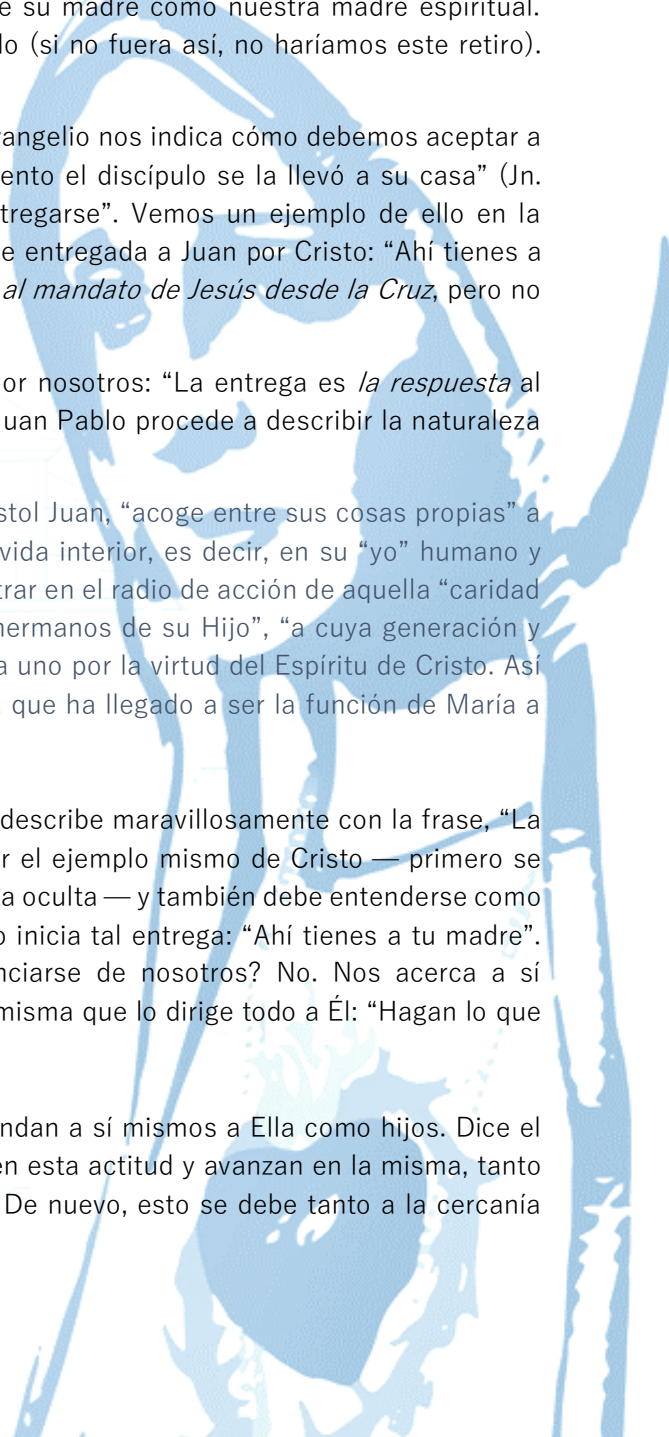 e su madre como nuestra madre espiritual.
lo (si no fuera así, no haríamos este retiro).
vangelio nos indica cómo debemos aceptar a
ento el discípulo se la llevó a su casa” (Jn.
tregarse”. Vemos un ejemplo de ello en la
e entregada a Juan por Cristo: “Ahí tienes a
al mandato de Jesús desde la Cruz, pero no
or nosotros: “La entrega es la respuesta al
uan Pablo procede a describir la naturaleza
stol Juan, “acoge entre sus cosas propias” a
vida interior, es decir, en su “yo” humano y
trar en el radio de acción de aquella “caridad
hermanos de su Hijo”, “a cuya generación y
a uno por la virtud del Espíritu de Cristo. Así
que ha llegado a ser la función de María a
describe maravillosamente con la frase, “La
r el ejemplo mismo de Cristo — primero se
a oculta — y también debe entenderse como
o inicia tal entrega: “Ahí tienes a tu madre”.
nciarse de nosotros? No. Nos acerca a sí
misma que lo dirige todo a Él: “Hagan lo que
ndan a sí mismos a Ella como hijos. Dice el
en esta actitud y avanzan en la misma, tanto
De nuevo, esto se debe tanto a la cercanía